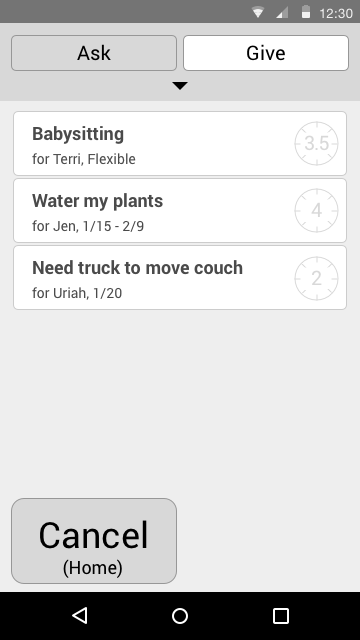 12:30
Ask
Give
Babysitting
for Terri, Flexible
3.5
Water my plants
for Jen, 1/15 - 2/9
4
Need truck to move couch
for Uriah, 1/20
2
Cancel
(Home)